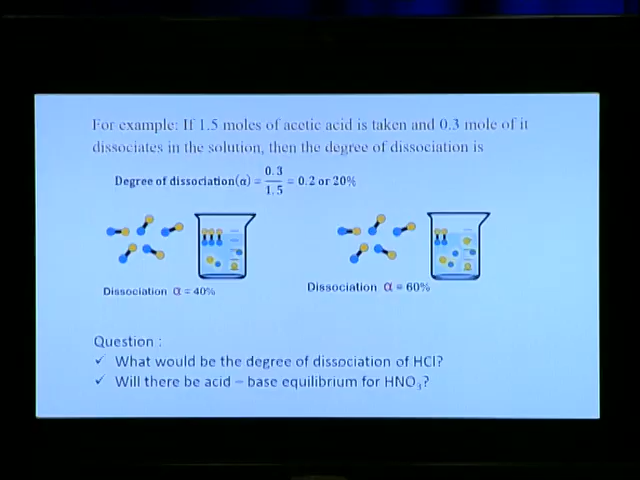 For example: If 1.5 moles of acetic acid is taken and 0.3 mole of it
dissociates in the solution, then the degree of dissociation is
Degree of dissociation(α) = 0.3/1.5 = 0.2 or 20%
Dissociation α = 40%
Dissociation α = 60%
Question :
✓ What would be the degree of dissociation of HCl?
✓ Will there be acid – base equilibrium for HNO₃?